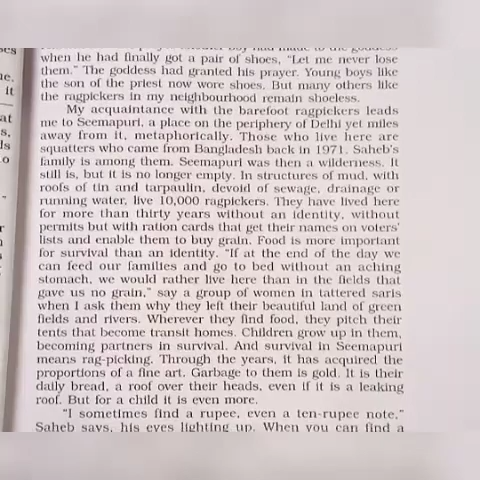 when he had finally got a pair of shoes, "Let me never lose
them." The goddess had granted his prayer. Young boys like
the son of the priest now wore shoes. But many others like
the ragpickers in my neighbourhood remain shoeless.
My acquaintance with the barefoot ragpickers leads
me to Seemapuri, a place on the periphery of Delhi yet miles
away from it, metaphorically. Those who live here are
squatters who came from Bangladesh back in 1971. Saheb's
family is among them. Seemapuri was then a wilderness. It
still is, but it is no longer empty. In structures of mud, with
roofs of tin and tarpaulin, devoid of sewage, drainage or
running water, live 10,000 ragpickers. They have lived here
for more than thirty years without an identity, without
permits but with ration cards that get their names on voters'
lists and enable them to buy grain. Food is more important
for survival than an identity. "If at the end of the day we
can feed our families and go to bed without an aching
stomach, we would rather live here than in the fields that
gave us no grain," say a group of women in tattered saris
when I ask them why they left their beautiful land of green
fields and rivers. Wherever they find food, they pitch their
tents that become transit homes. Children grow up in them,
becoming partners in survival. And survival in Seemapuri
means rag-picking. Through the years, it has acquired the
proportions of a fine art. Garbage to them is gold. It is their
daily bread, a roof over their heads, even if it is a leaking
roof. But for a child it is even more.
"I sometimes find a rupee, even a ten-rupee note,"
Saheb says, his eyes lighting up. When you can find a